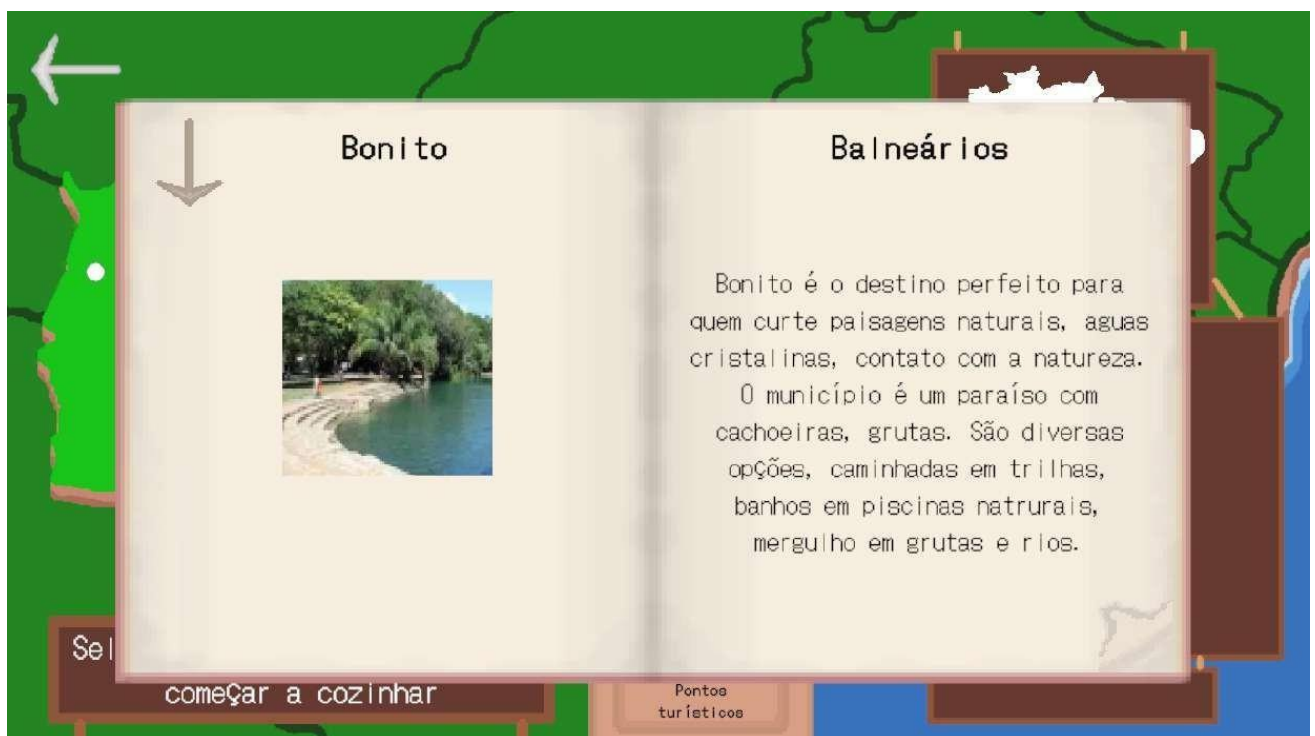 Bonito
Balneários
Bonito é o destino perfeito para
quem curte paisagens naturais, aguas
cristalinas, contato com a natureza.
O município é um paraíso com
cachoeiras, grutas. São diversas
opções, caminhadas em trilhas,
banhos em piscinas natrurais,
mergulho em grutas e rios.
começar a cozinhar
Pontos
turísticos